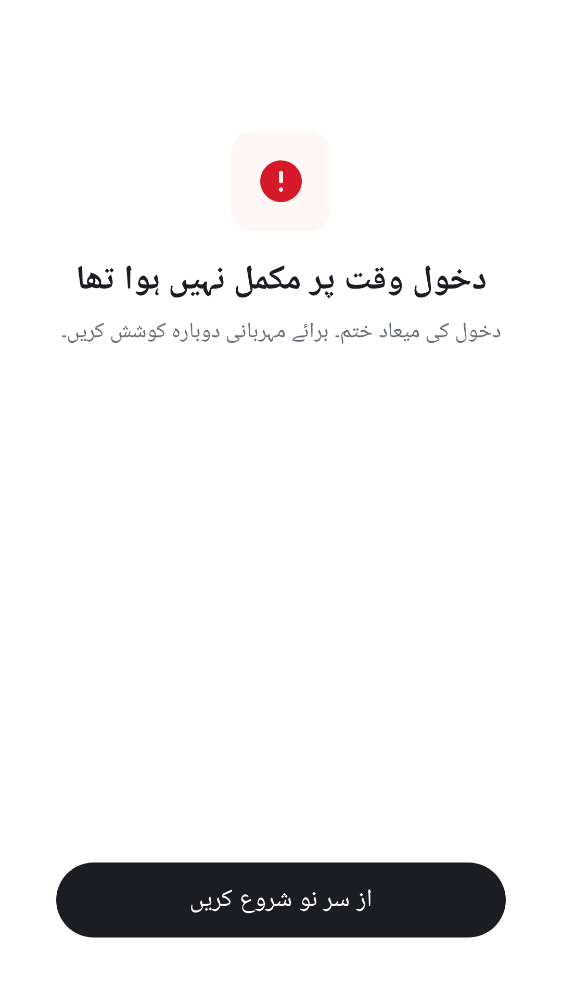 دخول وقت پر مکمل نہیں ہوا تھا
دخول کی میعاد ختم۔ برائے مہربانی دوبارہ کوشش کریں۔
از سر نو شروع کریں